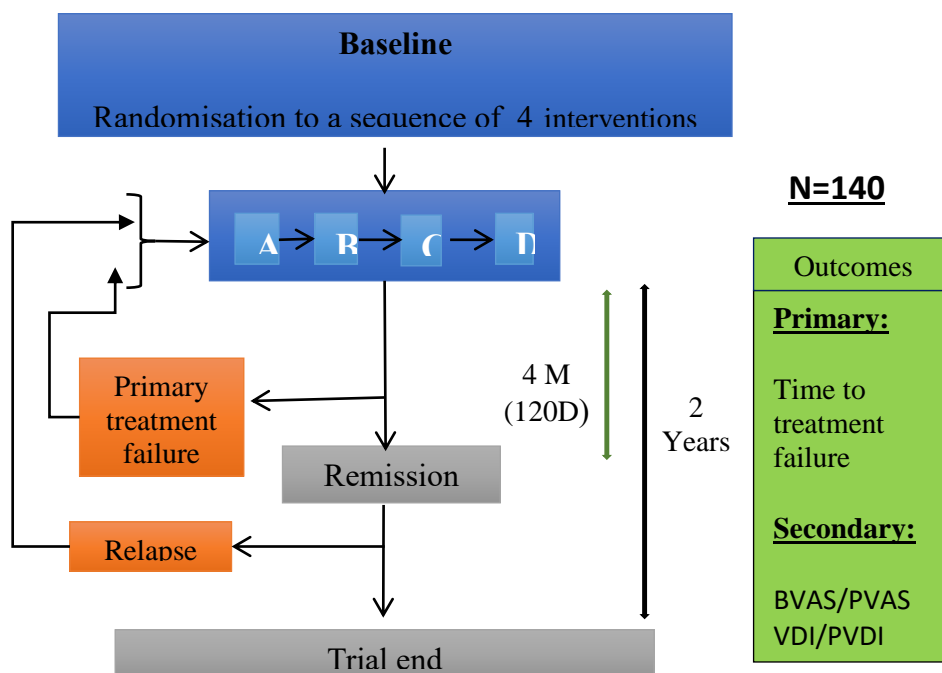 Baseline
Randomisation to a sequence of 4 interventions
N=140
A
B
C
D
Outcomes
Primary:
Time to
treatment
failure
Secondary:
BVAS/PVAS
VDI/PVDI
4 M
(120D)
2
Years
Primary
treatment
failure
Remission
Relapse
Trial end